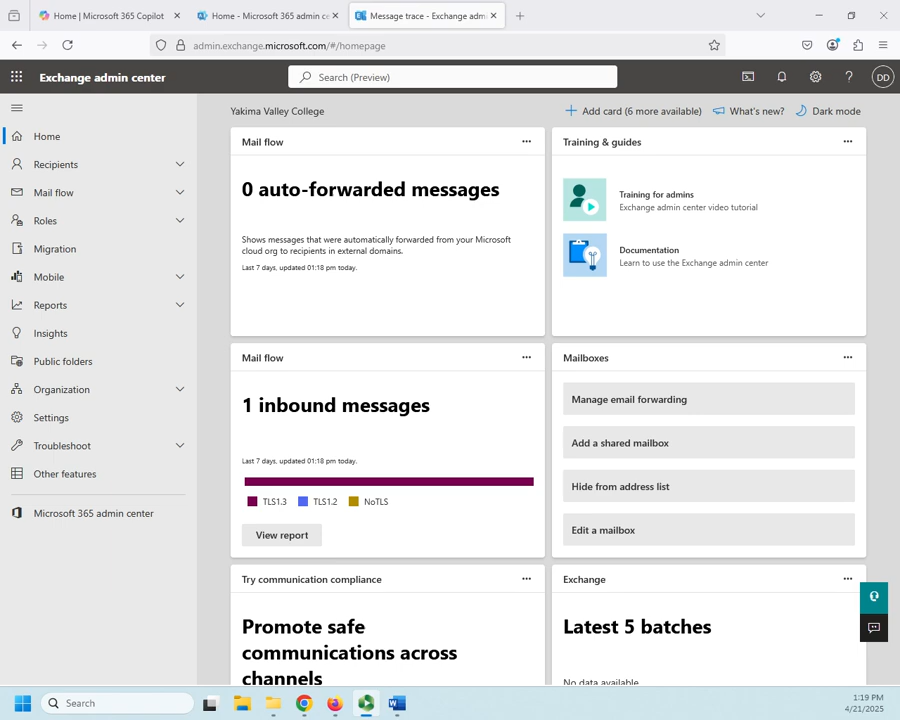 Home | Microsoft 365 Copilot
Home - Microsoft 365 admin ce
Message trace - Exchange admi
admin.exchange.microsoft.com/#/homepage
Exchange admin center
Search (Preview)
DD
Yakima Valley College
Add card (6 more available)
What's new?
Dark mode
Home
Recipients
Mail flow
Roles
Migration
Mobile
Reports
Insights
Public folders
Organization
Settings
Troubleshoot
Other features
Microsoft 365 admin center
Mail flow
0 auto-forwarded messages
Shows messages that were automatically forwarded from your Microsoft
cloud org to recipients in external domains.
Last 7 days, updated 01:18 pm today.
Training & guides
Training for admins
Exchange admin center video tutorial
Documentation
Learn to use the Exchange admin center
Mail flow
1 inbound messages
Last 7 days, updated 01:18 pm today.
TLS1.3
TLS1.2
NoTLS
View report
Mailboxes
Manage email forwarding
Add a shared mailbox
Hide from address list
Edit a mailbox
Try communication compliance
Promote safe
communications across
channels
Exchange
Latest 5 batches
No data available
Search
1:19 PM
4/21/2025